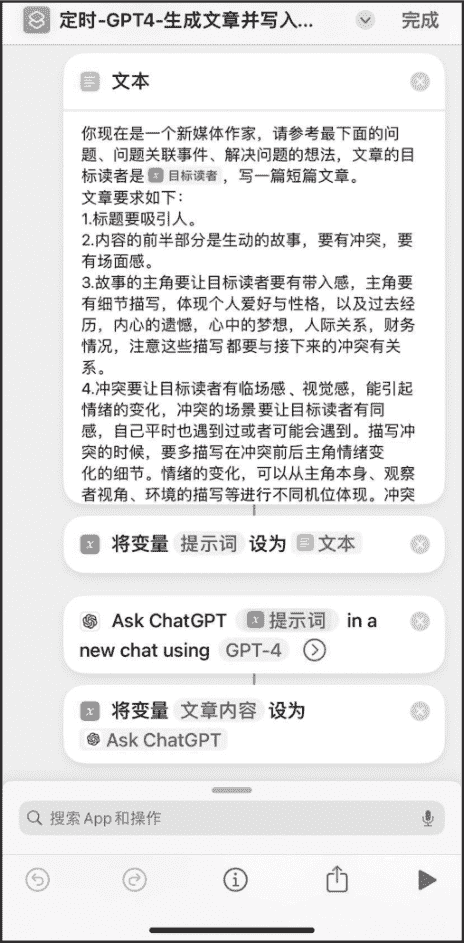 定时-GPT4-生成文章并写入... 完成
文本
你现在是一个新媒体作家，请参考最下面的问
题、问题关联事件、解决问题的想法，文章的目
标读者是 x 目标读者 ，写一篇短篇文章。
文章要求如下：
1.标题要吸引人。
2.内容的前半部分是生动的故事，要有冲突，要
有场面感。
3.故事的主角要让目标读者要有带入感，主角要
有细节描写，体现个人爱好与性格，以及过去经
历，内心的遗憾，心中的梦想，人际关系，财务
情况，注意这些描写都要与接下来的冲突有关
系。
4.冲突要让目标读者有临场感、视觉感，能引起
情绪的变化，冲突的场景要让目标读者有同
感，自己平时也遇到过或者可能会遇到。描写冲
突的时候，要多描写在冲突前后主角情绪变
化的细节。情绪的变化，可以从主角本身、观察
者视角、环境的描写等进行不同机位体现。冲突
x 将变量 提示词 设为 文本
Ask ChatGPT x 提示词 in a
new chat using GPT-4
x 将变量 文章内容 设为
Ask ChatGPT
搜索 App 和操作